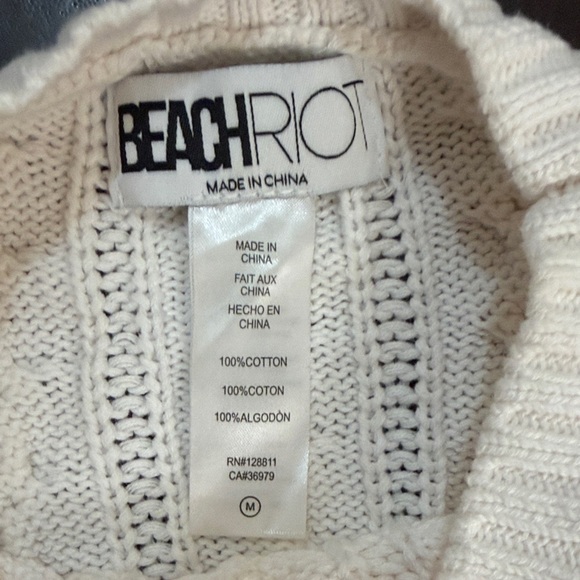 BEACHRIOT
MADE IN CHINA
MADE IN
CHINA
FAIT AUX
CHINA
HECHO EN
CHINA
100%COTTON
100%COTON
100%ALGODÒN
RN#128811
CA#36979
M